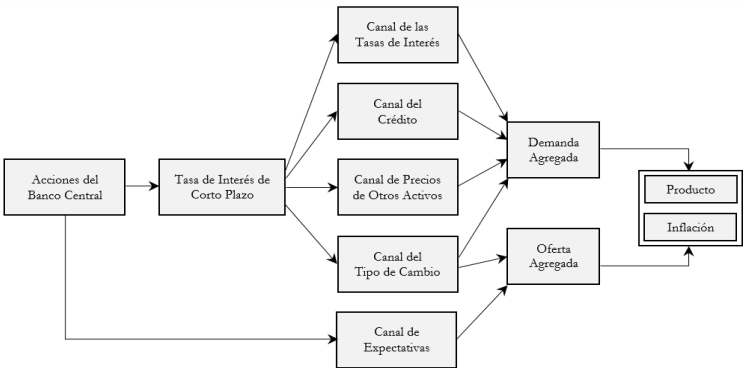 Canal de las
Tasas de Interés
Canal del
Crédito
Demanda
Agregada
Acciones del
Banco Central
Tasa de Interés de
Corto Plazo
Canal de Precios
de Otros Activos
Producto
Inflación
Canal del
Tipo de Cambio
Oferta
Agregada
Canal de
Expectativas